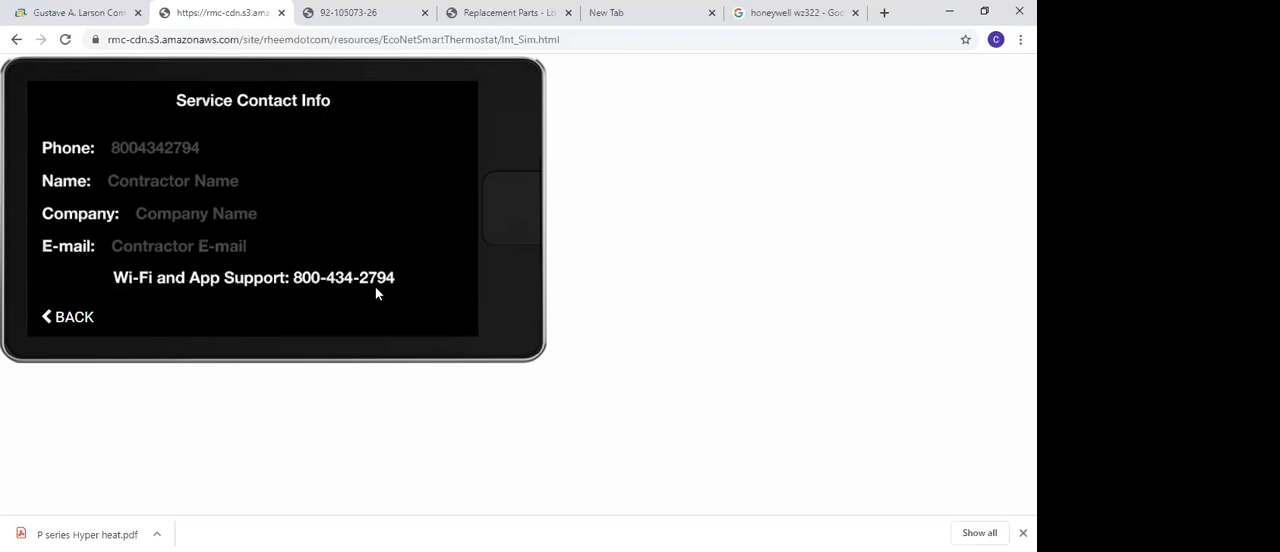 Gustave A. Larson Com
https://rmc-cdn.s3.ama
92-105073-26
Replacement Parts - Lo
New Tab
honeywell wz322 - Goo
rmc-cdn.s3.amazonaws.com/site/rheemdotcom/resources/EcoNetSmartThermostat/Int_Sim.html
C
Service Contact Info
Phone: 8004342794
Name: Contractor Name
Company: Company Name
E-mail: Contractor E-mail
Wi-Fi and App Support: 800-434-2794
BACK
P series Hyper heat.pdf
Show all